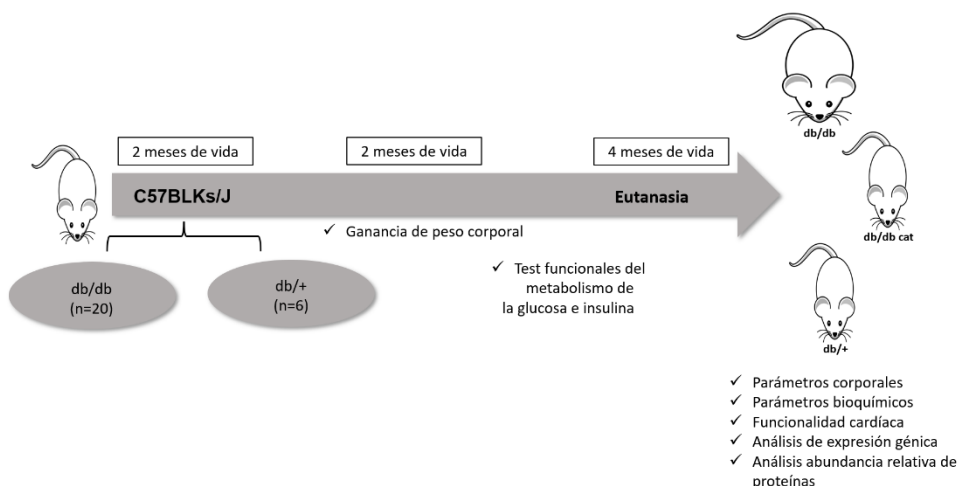 2 meses de vida
2 meses de vida
4 meses de vida
C57BLKs/J
Eutanasia
db/db
(n=20)
db/+
(n=6)
✓ Ganancia de peso corporal
✓ Test funcionales del
metabolismo de
la glucosa e insulina
db/db
db/db cat
db/+
✓ Parámetros corporales
✓ Parámetros bioquímicos
✓ Funcionalidad cardíaca
✓ Análisis de expresión génica
✓ Análisis abundancia relativa de
proteínas